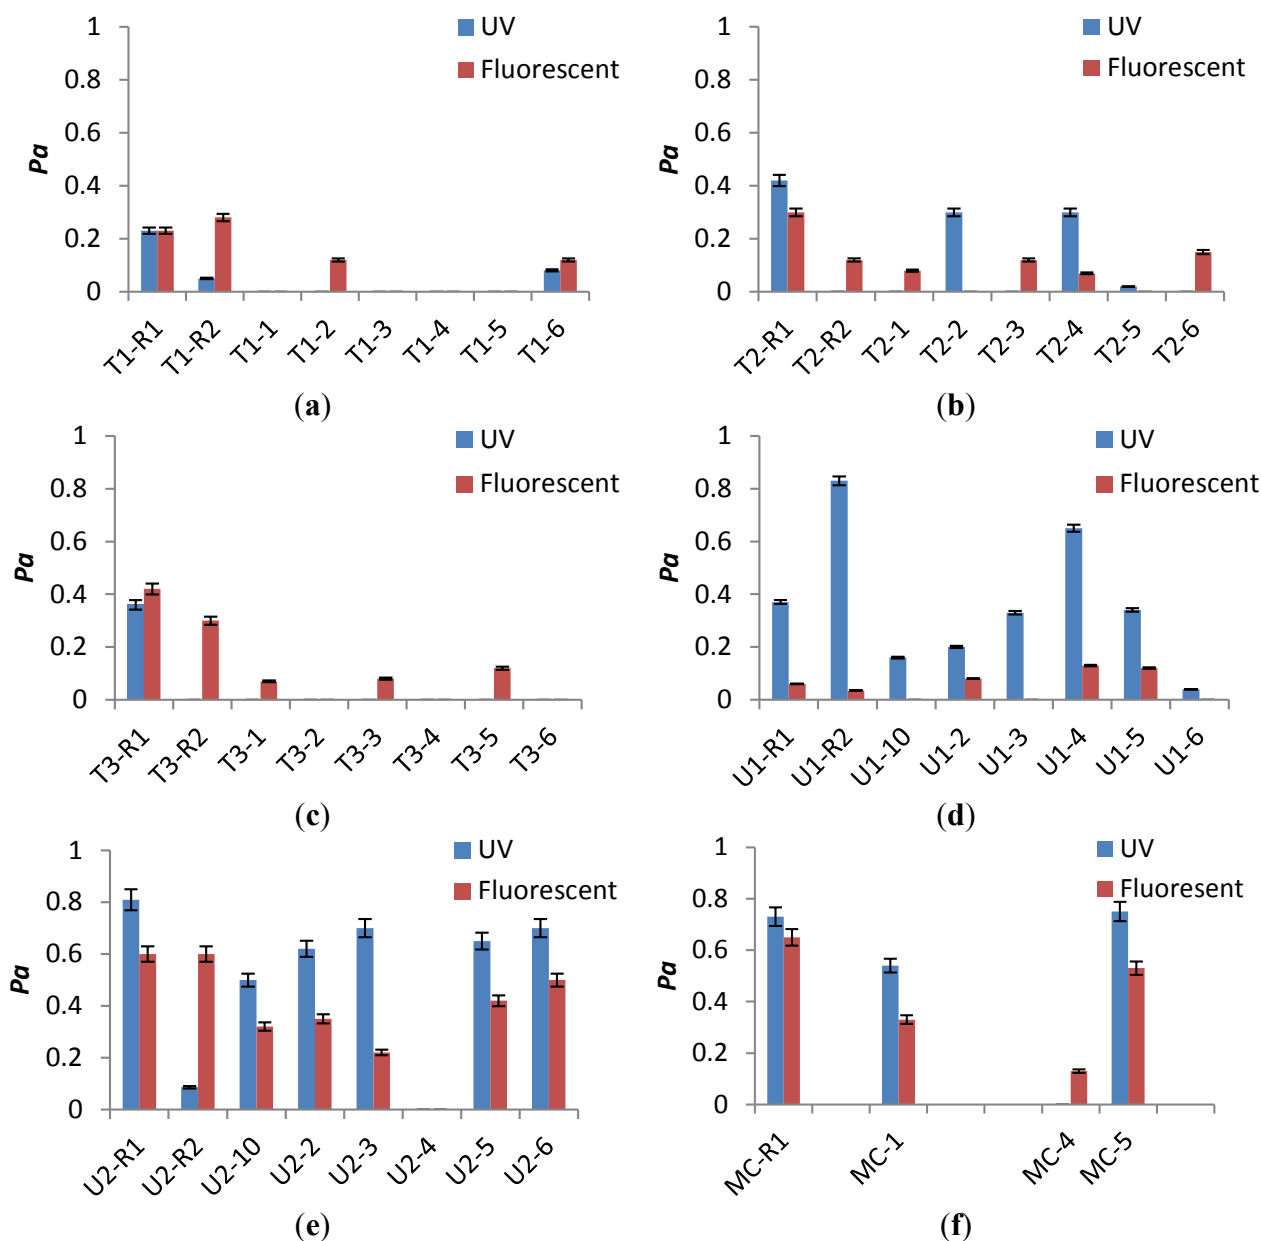 1
0.8
0.6
0.4
0.2
0
Pa
UV
Fluorescent
T1-R1
T1-R2
T1-1
T1-2
T1-3
T1-4
T1-5
T1-6
(a)
1
0.8
0.6
0.4
0.2
0
Pa
UV
Fluorescent
T2-R1
T2-R2
T2-1
T2-2
T2-3
T2-4
T2-5
T2-6
(b)
1
0.8
0.6
0.4
0.2
0
Pa
UV
Fluorescent
T3-R1
T3-R2
T3-1
T3-2
T3-3
T3-4
T3-5
T3-6
(c)
1
0.8
0.6
0.4
0.2
0
Pa
UV
Fluorescent
U1-R1
U1-R2
U1-10
U1-2
U1-3
U1-4
U1-5
U1-6
(d)
1
0.8
0.6
0.4
0.2
0
Pa
UV
Fluorescent
U2-R1
U2-R2
U2-10
U2-2
U2-3
U2-4
U2-5
U2-6
(e)
1
0.8
0.6
0.4
0.2
0
Pa
UV
Fluoresent
MC-R1
MC-1
MC-4
MC-5
(f)